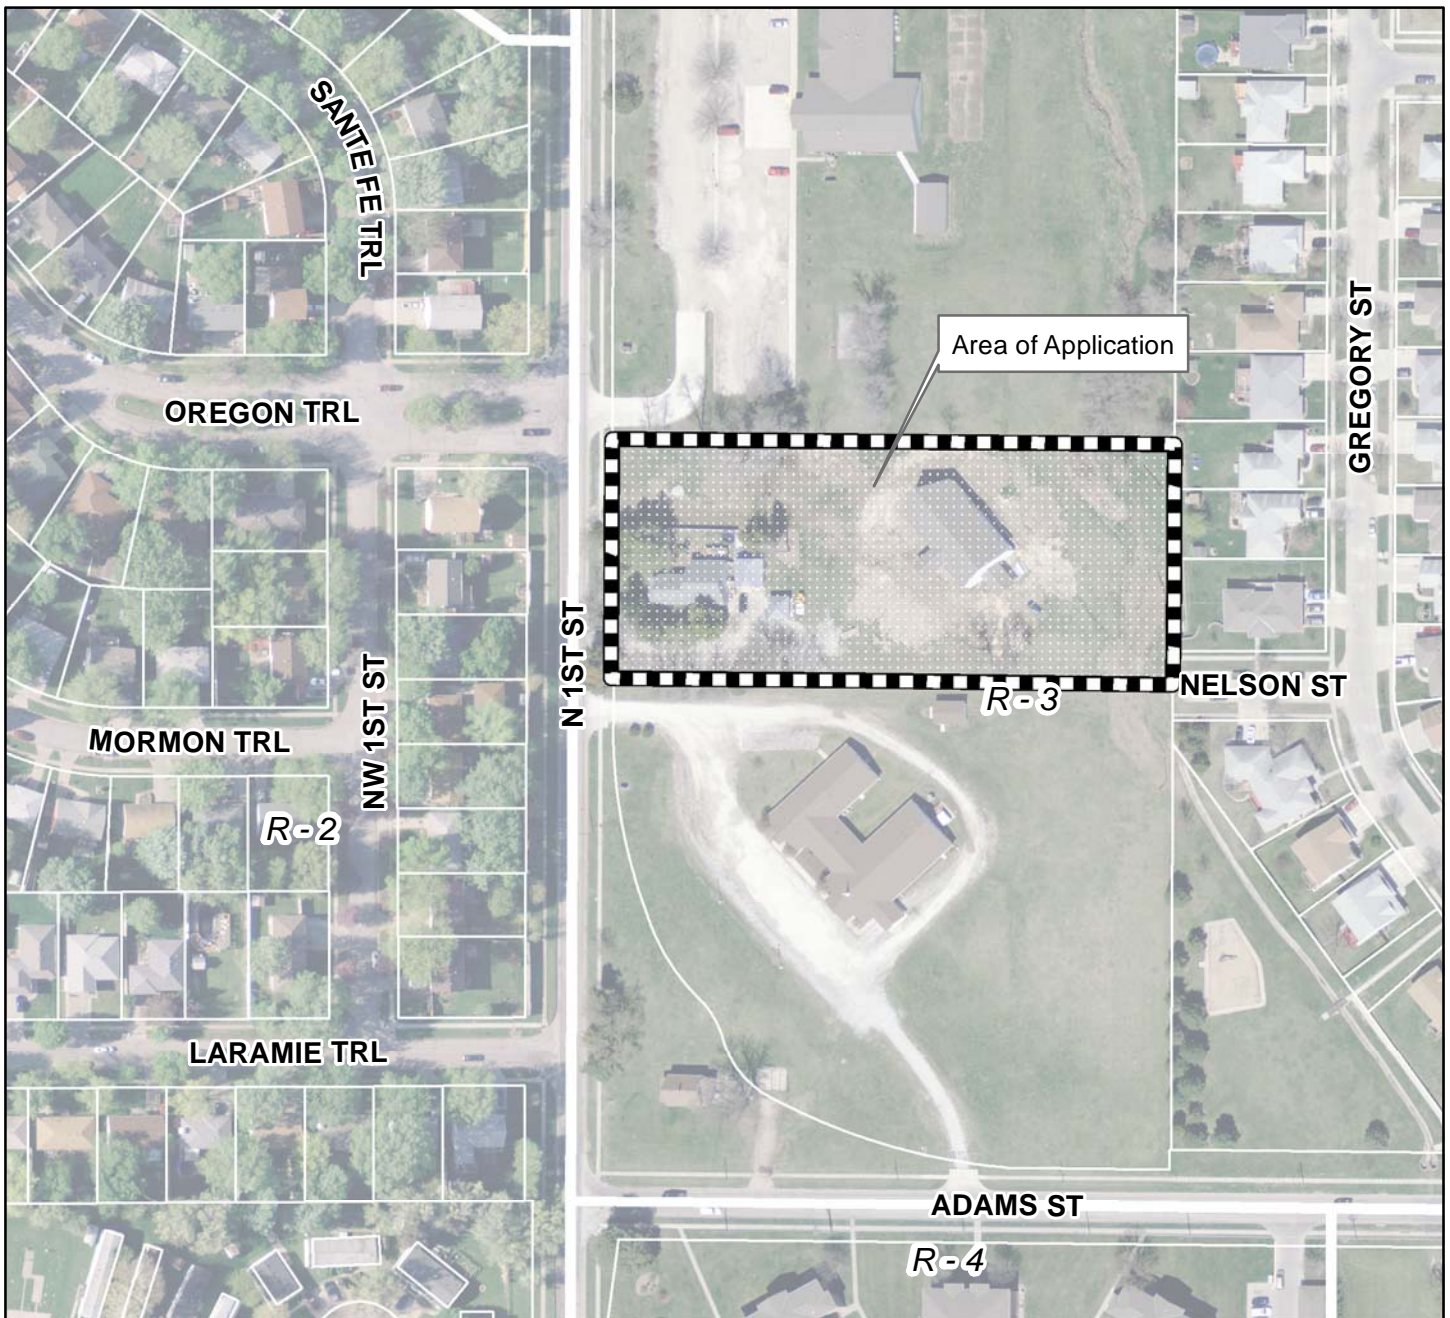 SANTE FE TRL
Area of Application
GREGORY ST
OREGON TRL
N 1ST ST
NW 1ST ST
R - 3
NELSON ST
MORMON TRL
R - 2
LARAMIE TRL
ADAMS ST
R - 4